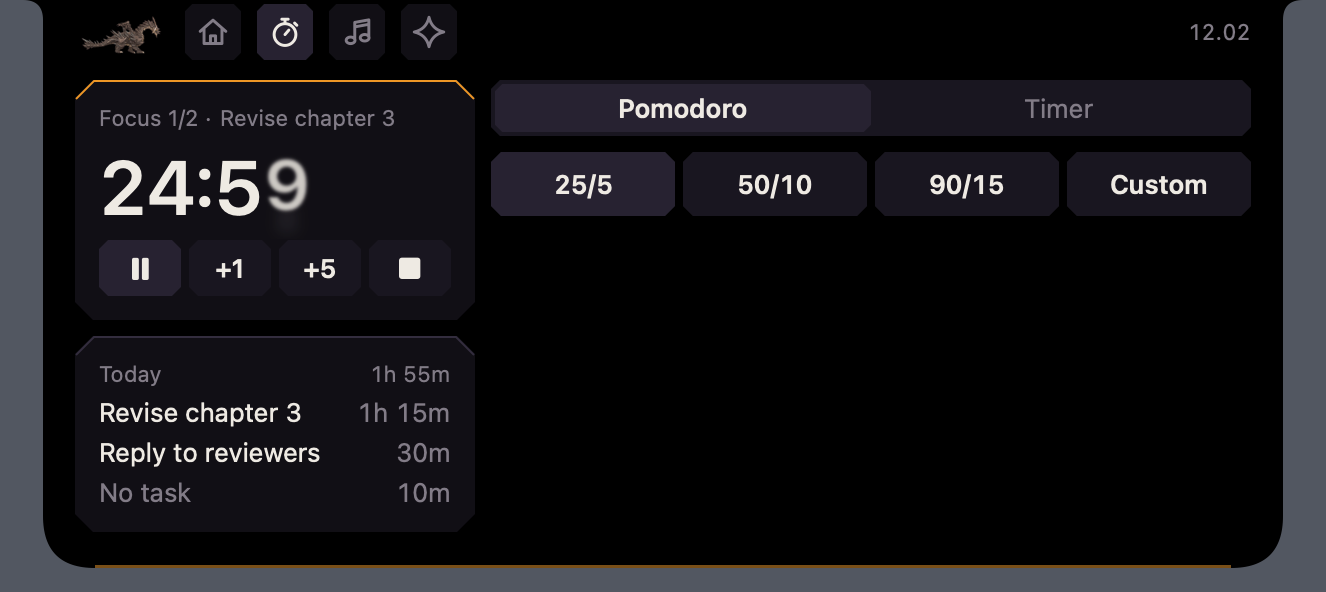 12.02
Focus 1/2 · Revise chapter 3
24:59
+1 +5
Today 1h 55m
Revise chapter 3 1h 15m
Reply to reviewers 30m
No task 10m
Pomodoro Timer
25/5 50/10 90/15 Custom